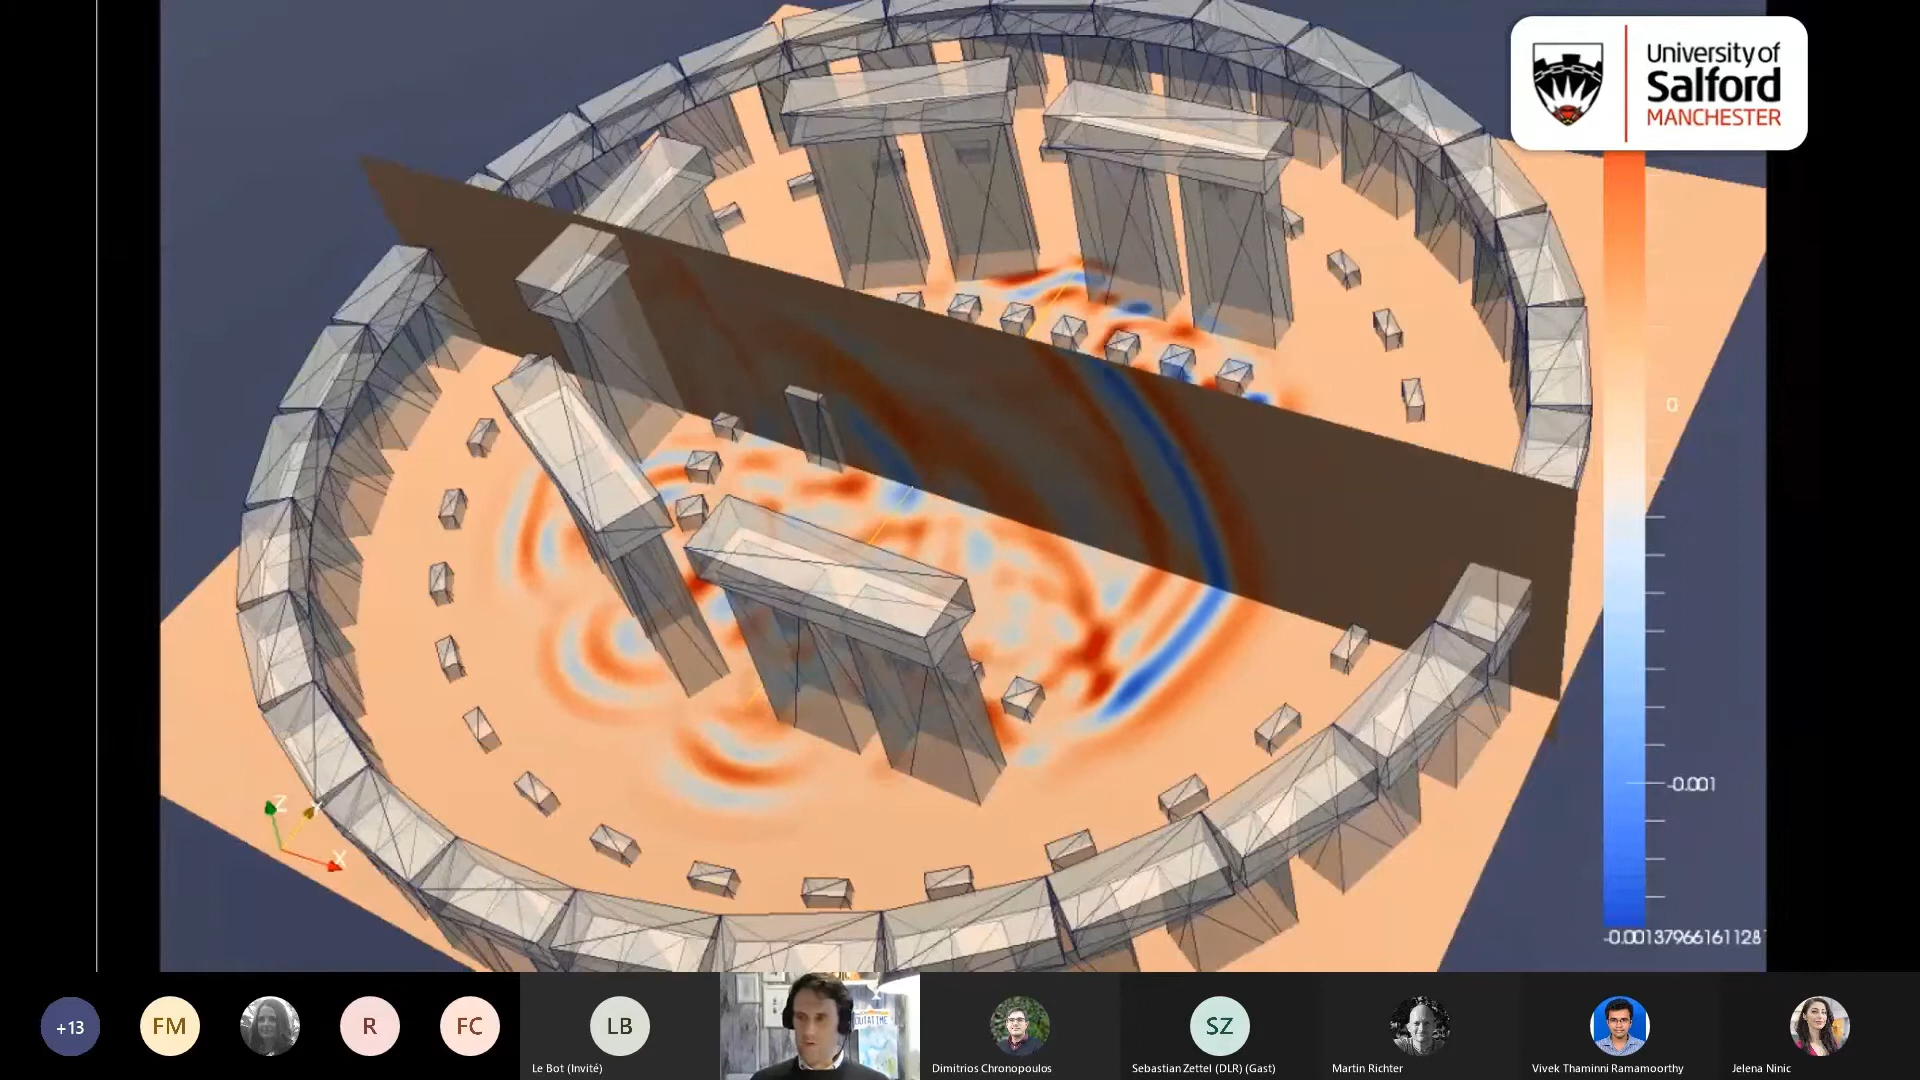 University of
Salford
MANCHESTER
0
-0.001
-0.00137966161128
Z
X
+13
FM
R
FC
LB
Le Bot (Invité)
Dimitrios Chronopoulos
SZ
Sebastian Zettel (DLR) (Gast)
Martin Richter
Vivek Thaminni Ramamoorthy
Jelena Ninic